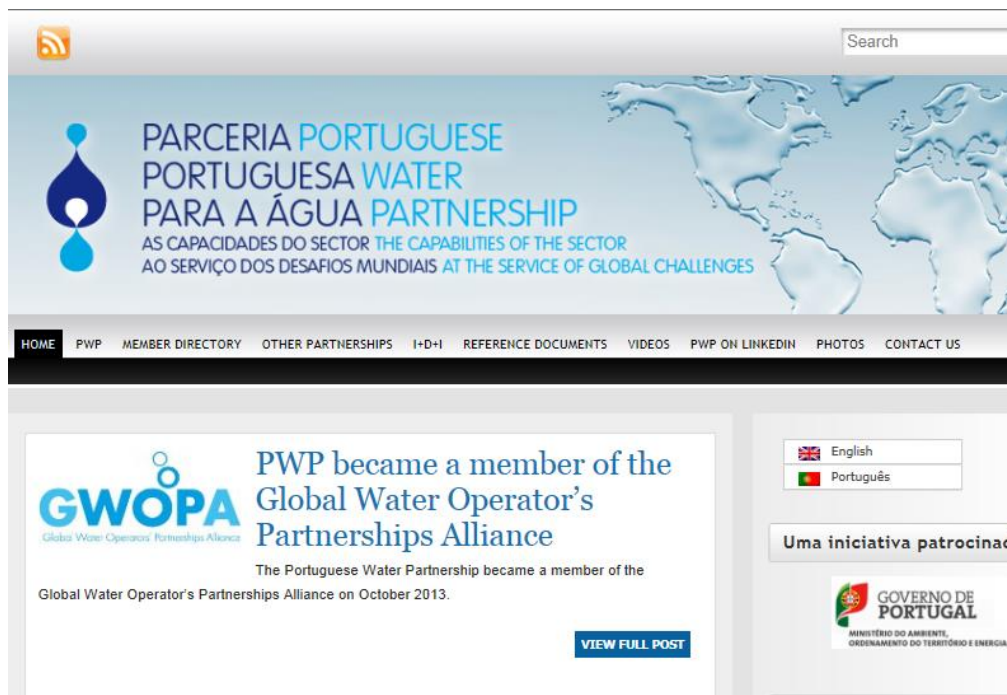 Search
PARCERIA PORTUGUESE
PORTUGUESA WATER
PARA A ÁGUA PARTNERSHIP
AS CAPACIDADES DO SECTOR THE CAPABILITIES OF THE SECTOR
AO SERVIÇO DOS DESAFIOS MUNDIAIS AT THE SERVICE OF GLOBAL CHALLENGES
HOME PWP MEMBER DIRECTORY OTHER PARTNERSHIPS I+D+I REFERENCE DOCUMENTS VIDEOS PWP ON LINKEDIN PHOTOS CONTACT US
GWOPA
Global Water Operators' Partnerships Alliance
PWP became a member of the
Global Water Operator's
Partnerships Alliance
The Portuguese Water Partnership became a member of the
Global Water Operator's Partnerships Alliance on October 2013.
VIEW FULL POST
English
Português
Uma iniciativa patrocinad
GOVERNO DE
PORTUGAL
MINISTÉRIO DO AMBIENTE,
ORDENAMENTO DO TERRITÓRIO E ENERGIA